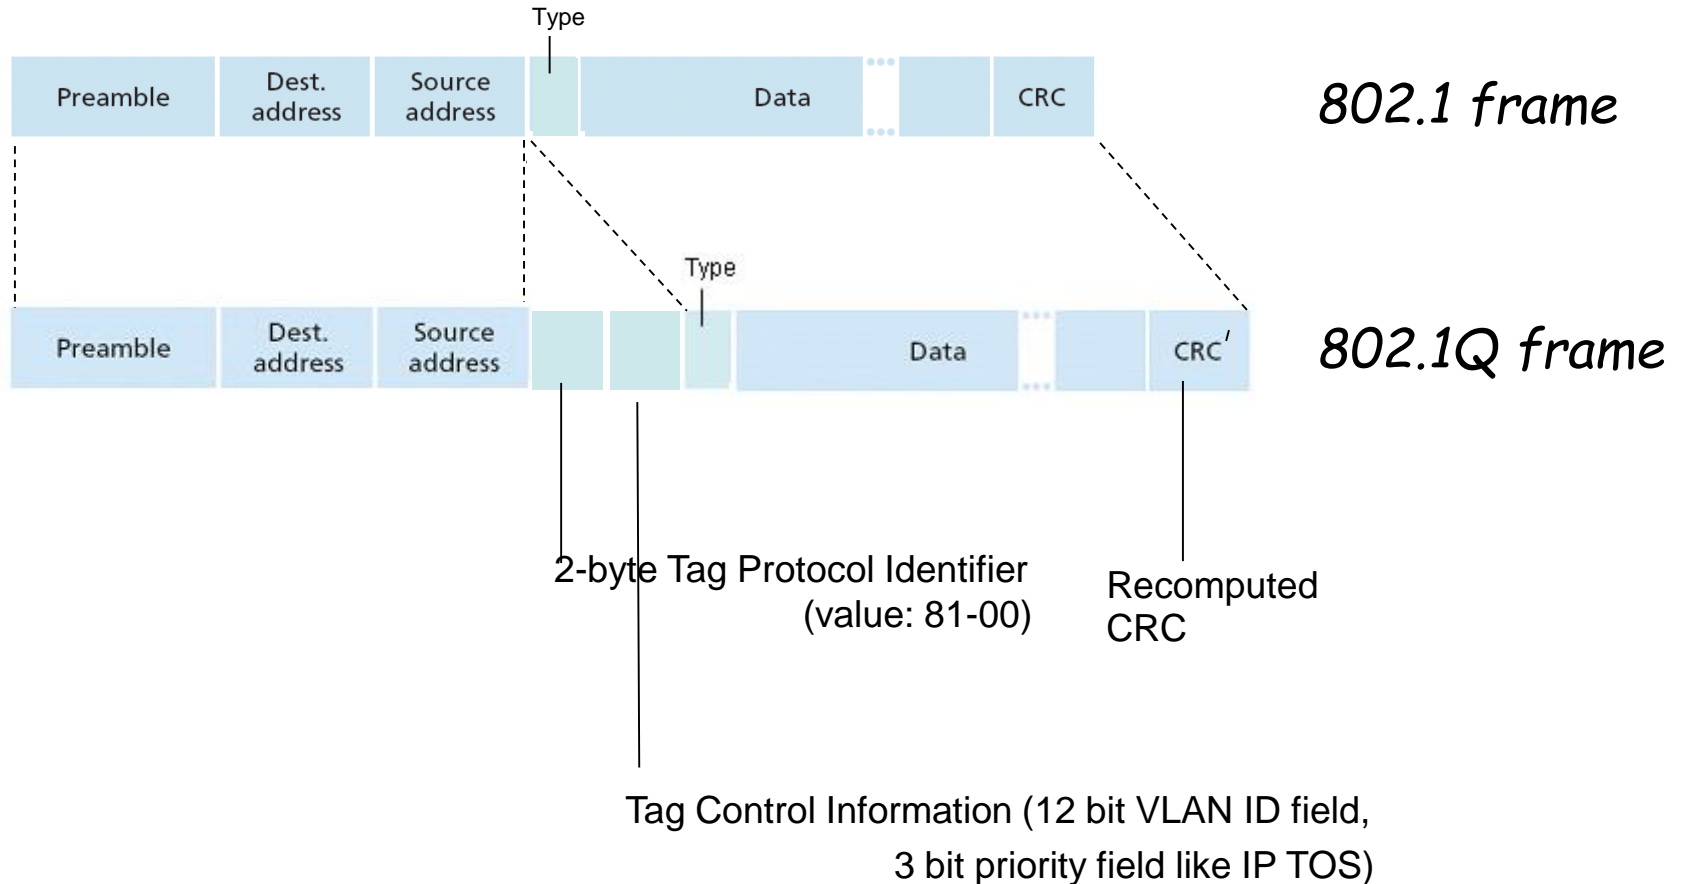 Type
Preamble
Dest.
address
Source
address
Data
CRC
802.1 frame
Type
Preamble
Dest.
address
Source
address
Data
CRC'
802.1Q frame
2-byte Tag Protocol Identifier
(value: 81-00)
Recomputed
CRC
Tag Control Information (12 bit VLAN ID field,
3 bit priority field like IP TOS)